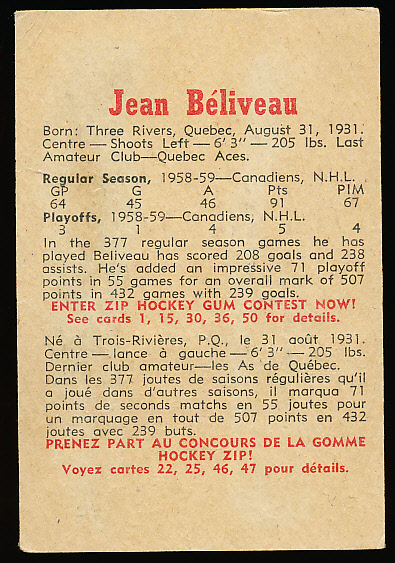 Jean Béliveau
Born: Three Rivers, Quebec, August 31, 1931.
Centre — Shoots Left — 6' 3" — 205 lbs. Last
Amateur Club—Quebec Aces.
Regular Season, 1958-59—Canadiens, N.H.L.
GP G A Pts PIM
64 45 46 91 67
Playoffs, 1958-59—Canadiens, N.H.L.
3 1 4 5 4
In the 377 regular season games he has
played Beliveau has scored 208 goals and 238
assists. He's added an impressive 71 playoff
points in 55 games for an overall mark of 507
points in 432 games with 239 goals.
ENTER ZIP HOCKEY GUM CONTEST NOW!
See cards 1, 15, 30, 36, 50 for details.
Né à Trois-Rivières, P.Q., le 31 août 1931.
Centre — lance à gauche — 6' 3" — 205 lbs.
Dernier club amateur—les As de Québec.
Dans les 377 joutes de saisons régulières qu'il
a joué dans d'autres saisons, il marqua 71
points de seconds matchs en 55 joutes pour
un marquage en tout de 507 points en 432
joutes avec 239 buts.
PRENEZ PART AU CONCOURS DE LA GOMME
HOCKEY ZIP!
Voyez cartes 22, 25, 46, 47 pour détails.